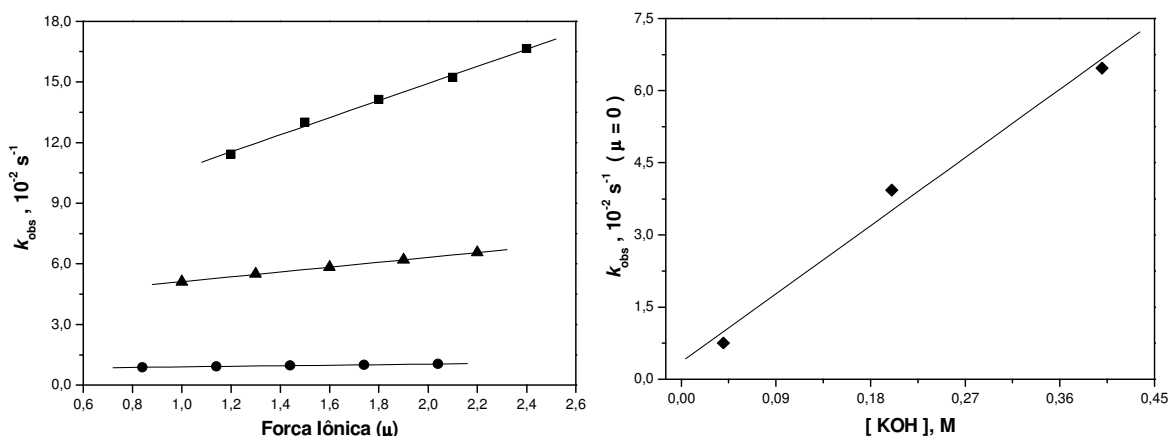 18,0
15,0
12,0
9,0
6,0
3,0
0,0
k obs , 10⁻² s⁻¹
0,6 0,8 1,0 1,2 1,4 1,6 1,8 2,0 2,2 2,4 2,6
Força Iônica (μ)
7,5
6,0
4,5
3,0
1,5
0,0
k obs , 10⁻² s⁻¹ ( μ = 0 )
0,00 0,09 0,18 0,27 0,36 0,45
[ KOH ], M